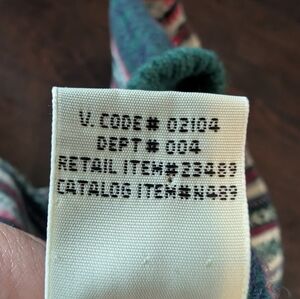 V. CODE# 02104
DEPT# 004
RETAIL ITEM#23489
CATALOG ITEM#N489